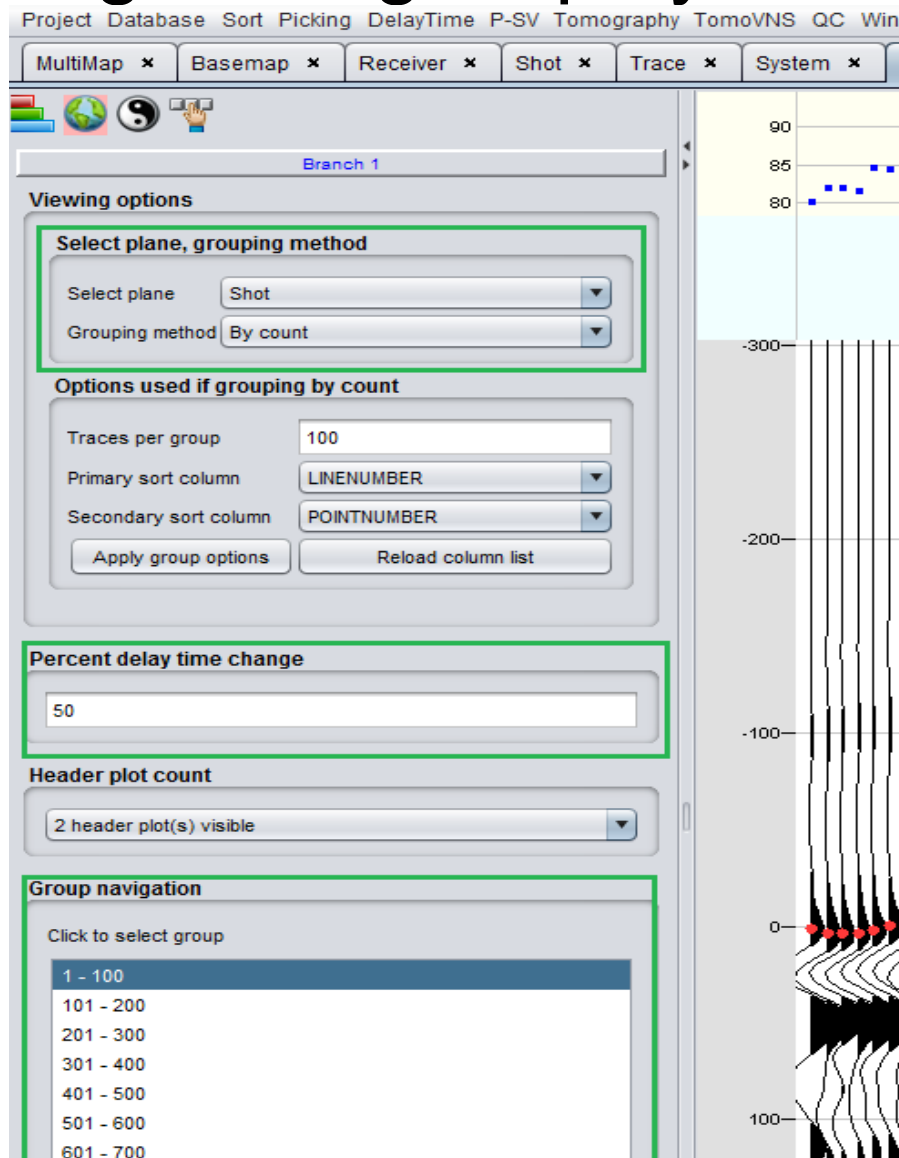 Project Database Sort Picking DelayTime P-SV Tomography TomoVNS QC Win
MultiMap × Basemap × Receiver × Shot × Trace × System ×
Branch 1
Viewing options
Select plane, grouping method
Select plane Shot
Grouping method By count
Options used if grouping by count
Traces per group 100
Primary sort column LINENUMBER
Secondary sort column POINTNUMBER
Apply group options Reload column list
Percent delay time change
50
Header plot count
2 header plot(s) visible
Group navigation
Click to select group
1 - 100
101 - 200
201 - 300
301 - 400
401 - 500
501 - 600
601 - 700
90
85
80
-300
-200
-100
0
100